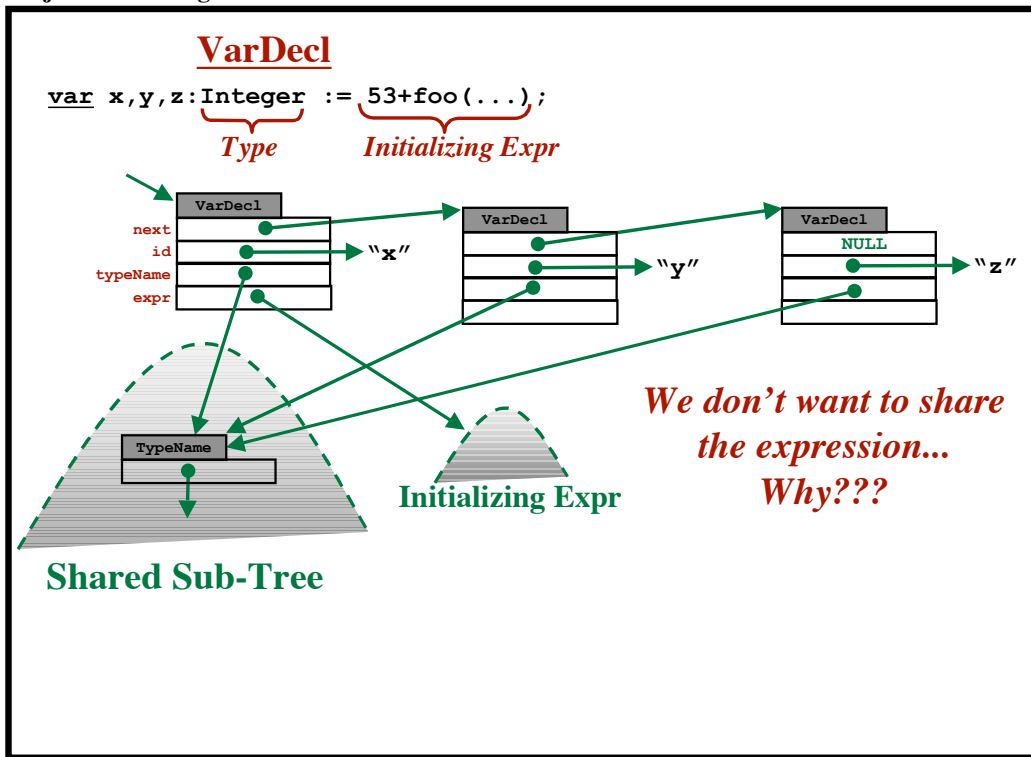 VarDecl
var x,y,z:Integer := 53+foo(...);
Type Initializing Expr
VarDecl VarDecl VarDecl
next NULL
id “x” “y” “z”
typeName
expr
We don’t want to share
the expression...
Why???
TypeName
Initializing Expr
Shared Sub-Tree